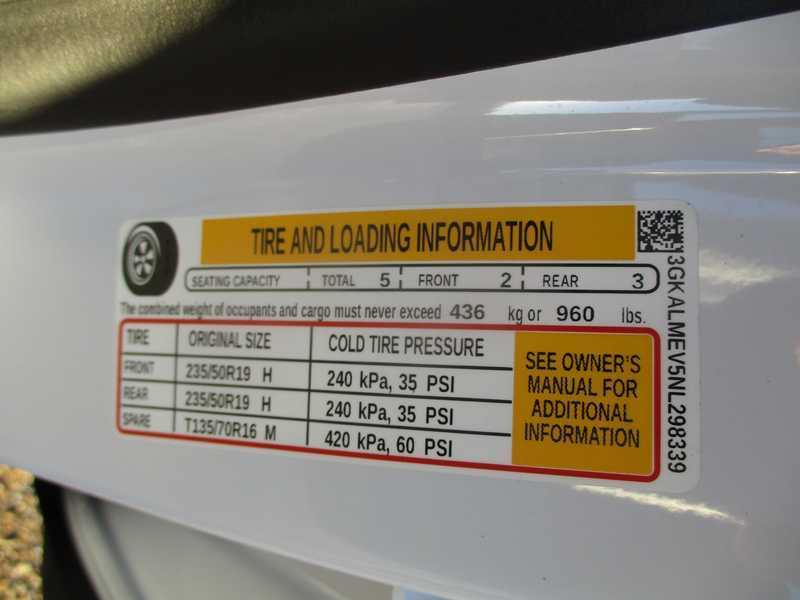 TIRE AND LOADING INFORMATION
SEATING CAPACITY TOTAL 5 FRONT 2 REAR 3
The combined weight of occupants and cargo must never exceed 436 kg or 960 lbs.
TIRE ORIGINAL SIZE COLD TIRE PRESSURE
FRONT 235/50R19 H 240 kPa, 35 PSI
REAR 235/50R19 H 240 kPa, 35 PSI
SPARE T135/70R16 M 420 kPa, 60 PSI
SEE OWNER'S
MANUAL FOR
ADDITIONAL
INFORMATION
3GKALMEV5NL298339